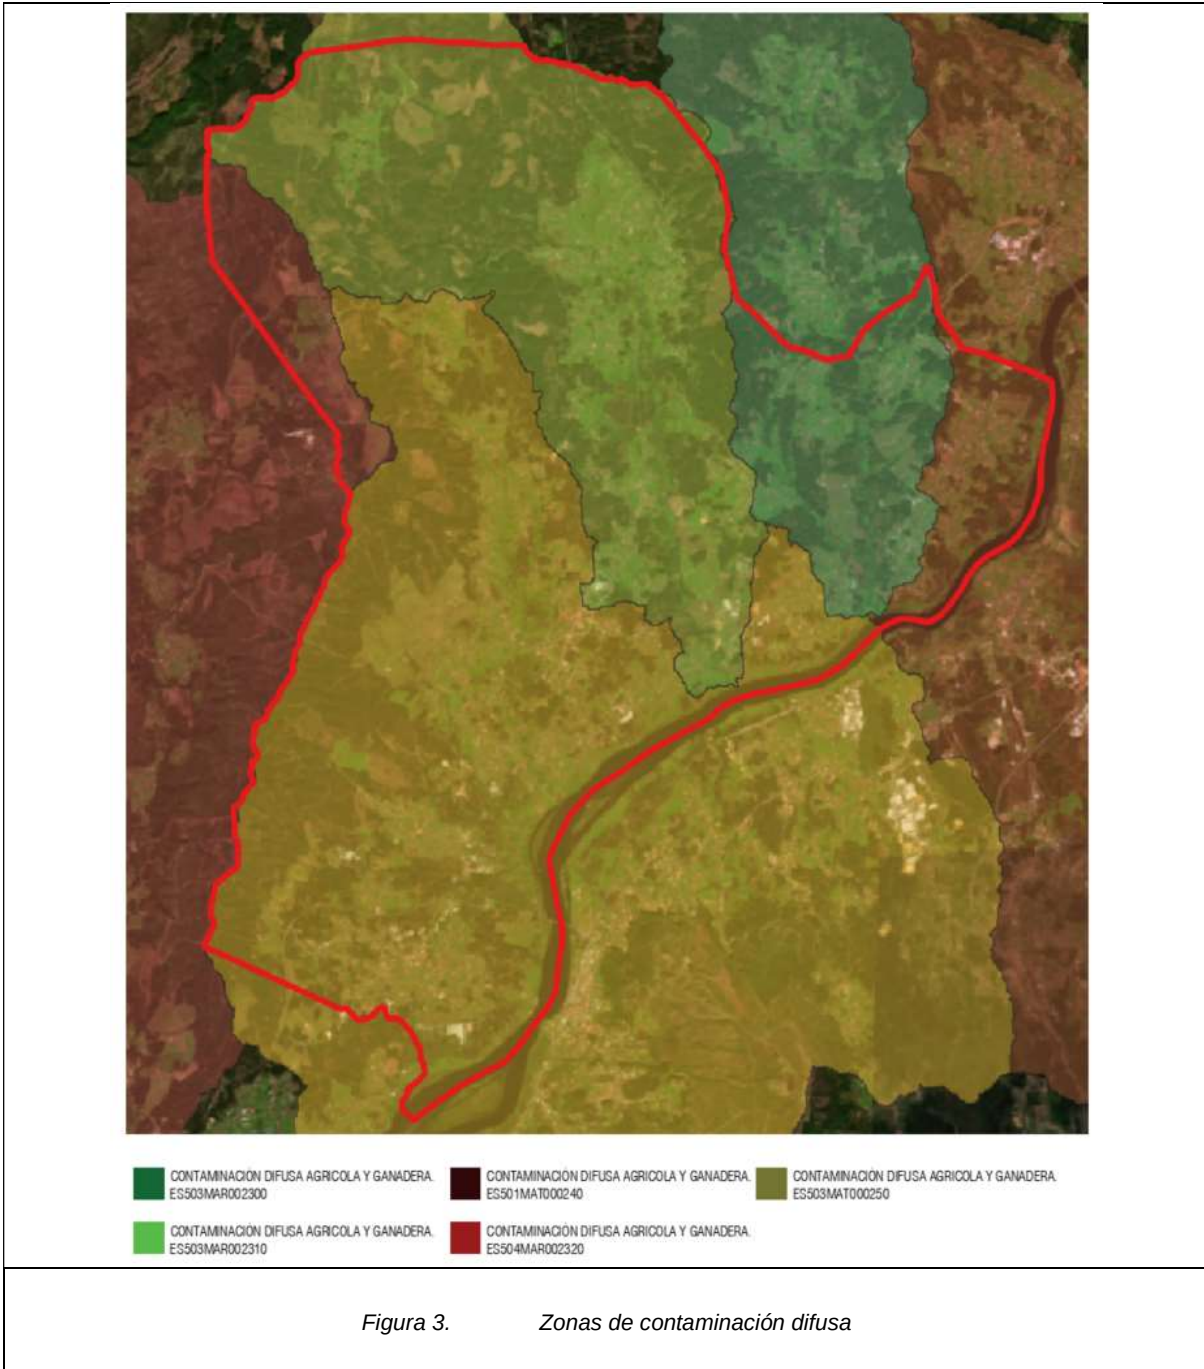 CONTAMINACIÓN DIFUSA AGRICOLA Y GANADERA.
ES503MAR002300
CONTAMINACIÓN DIFUSA AGRICOLA Y GANADERA.
ES501MAT000240
CONTAMINACIÓN DIFUSA AGRICOLA Y GANADERA.
ES503MAT000250
CONTAMINACIÓN DIFUSA AGRICOLA Y GANADERA.
ES503MAR002310
CONTAMINACIÓN DIFUSA AGRICOLA Y GANADERA.
ES504MAR002320
Figura 3. Zonas de contaminación difusa